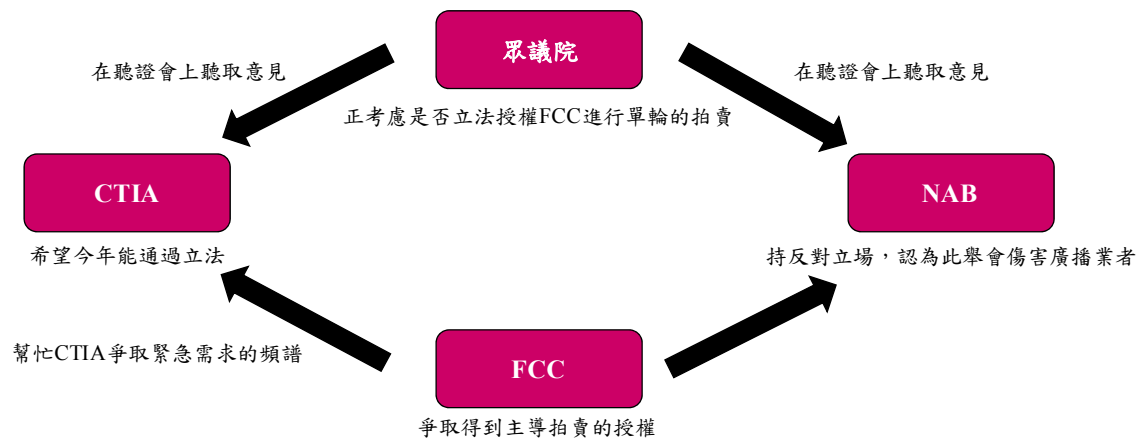 眾議院
在聽證會上聽取意見
在聽證會上聽取意見
正考慮是否立法授權FCC進行單輪的拍賣
CTIA
NAB
希望今年能通過立法
持反對立場，認為此舉會傷害廣播業者
幫忙CTIA爭取緊急需求的頻譜
FCC
爭取得到主導拍賣的授權